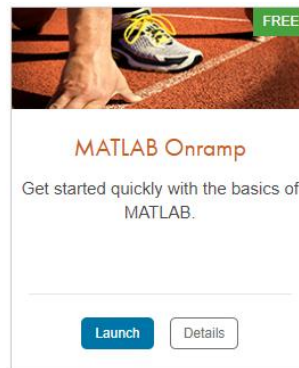 FREE
MATLAB Onramp
Get started quickly with the basics of
MATLAB.
Launch
Details